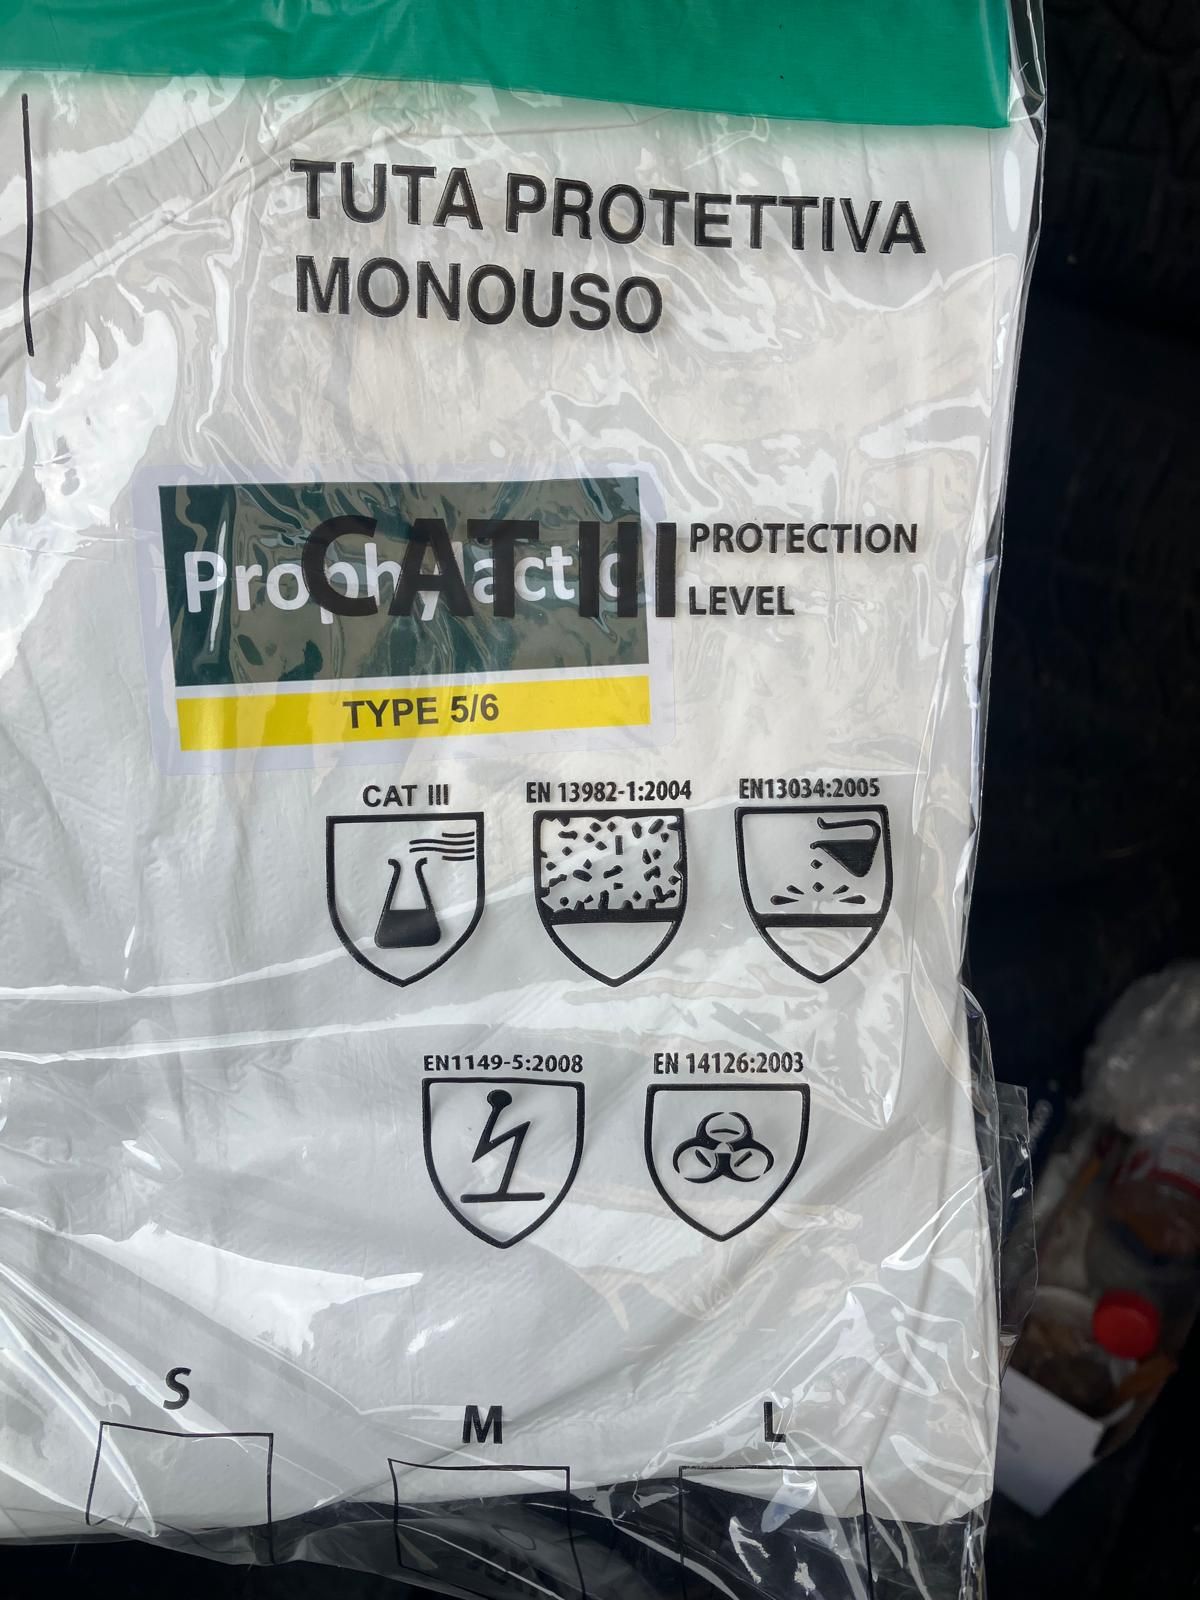 TUTA PROTETTIVA
MONOUSO
Prophylactic
CAT III
PROTECTION
LEVEL
TYPE 5/6
CAT III
EN 13982-1:2004
EN13034:2005
EN1149-5:2008
EN 14126:2003
S
M
L